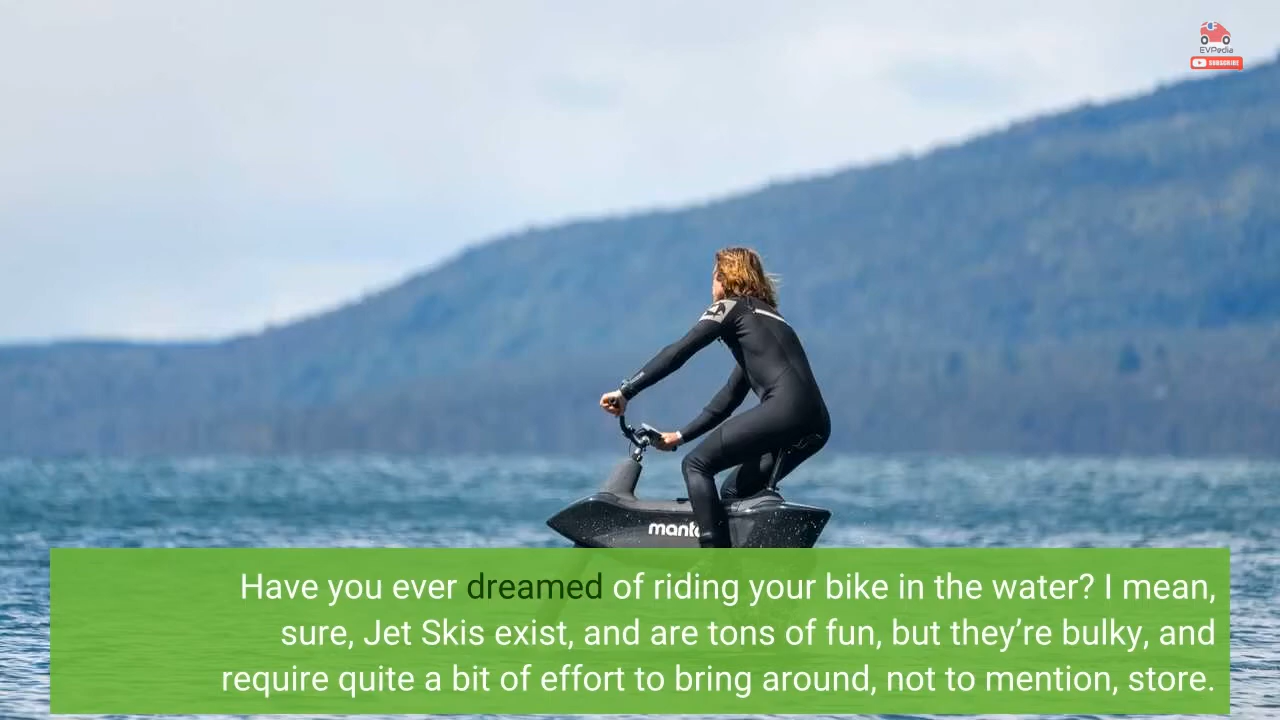 EVPedia
SUBSCRIBE
mant
Have you ever dreamed of riding your bike in the water? I mean,
sure, Jet Skis exist, and are tons of fun, but they’re bulky, and
require quite a bit of effort to bring around, not to mention, store.